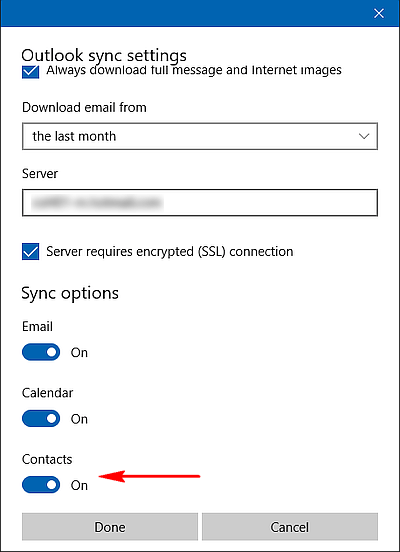 Outlook sync settings
Always download full message and Internet images
Download email from
the last month
Server
Server requires encrypted (SSL) connection
Sync options
Email
On
Calendar
On
Contacts
On
Done
Cancel